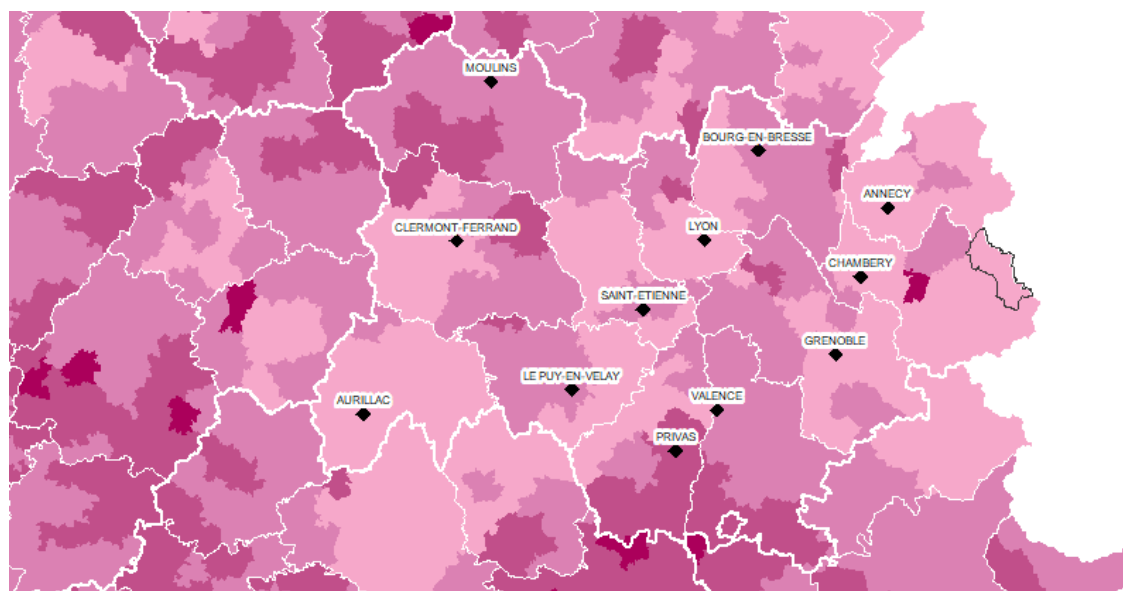 MOULINS
BOURG-EN-BRESSE
ANNECY
CLERMONT-FERRAND
LYON
CHAMBERY
SAINT-ETIENNE
GRENOBLE
LE PUY-EN-VELAY
AURILLAC
VALENCE
PRIVAS